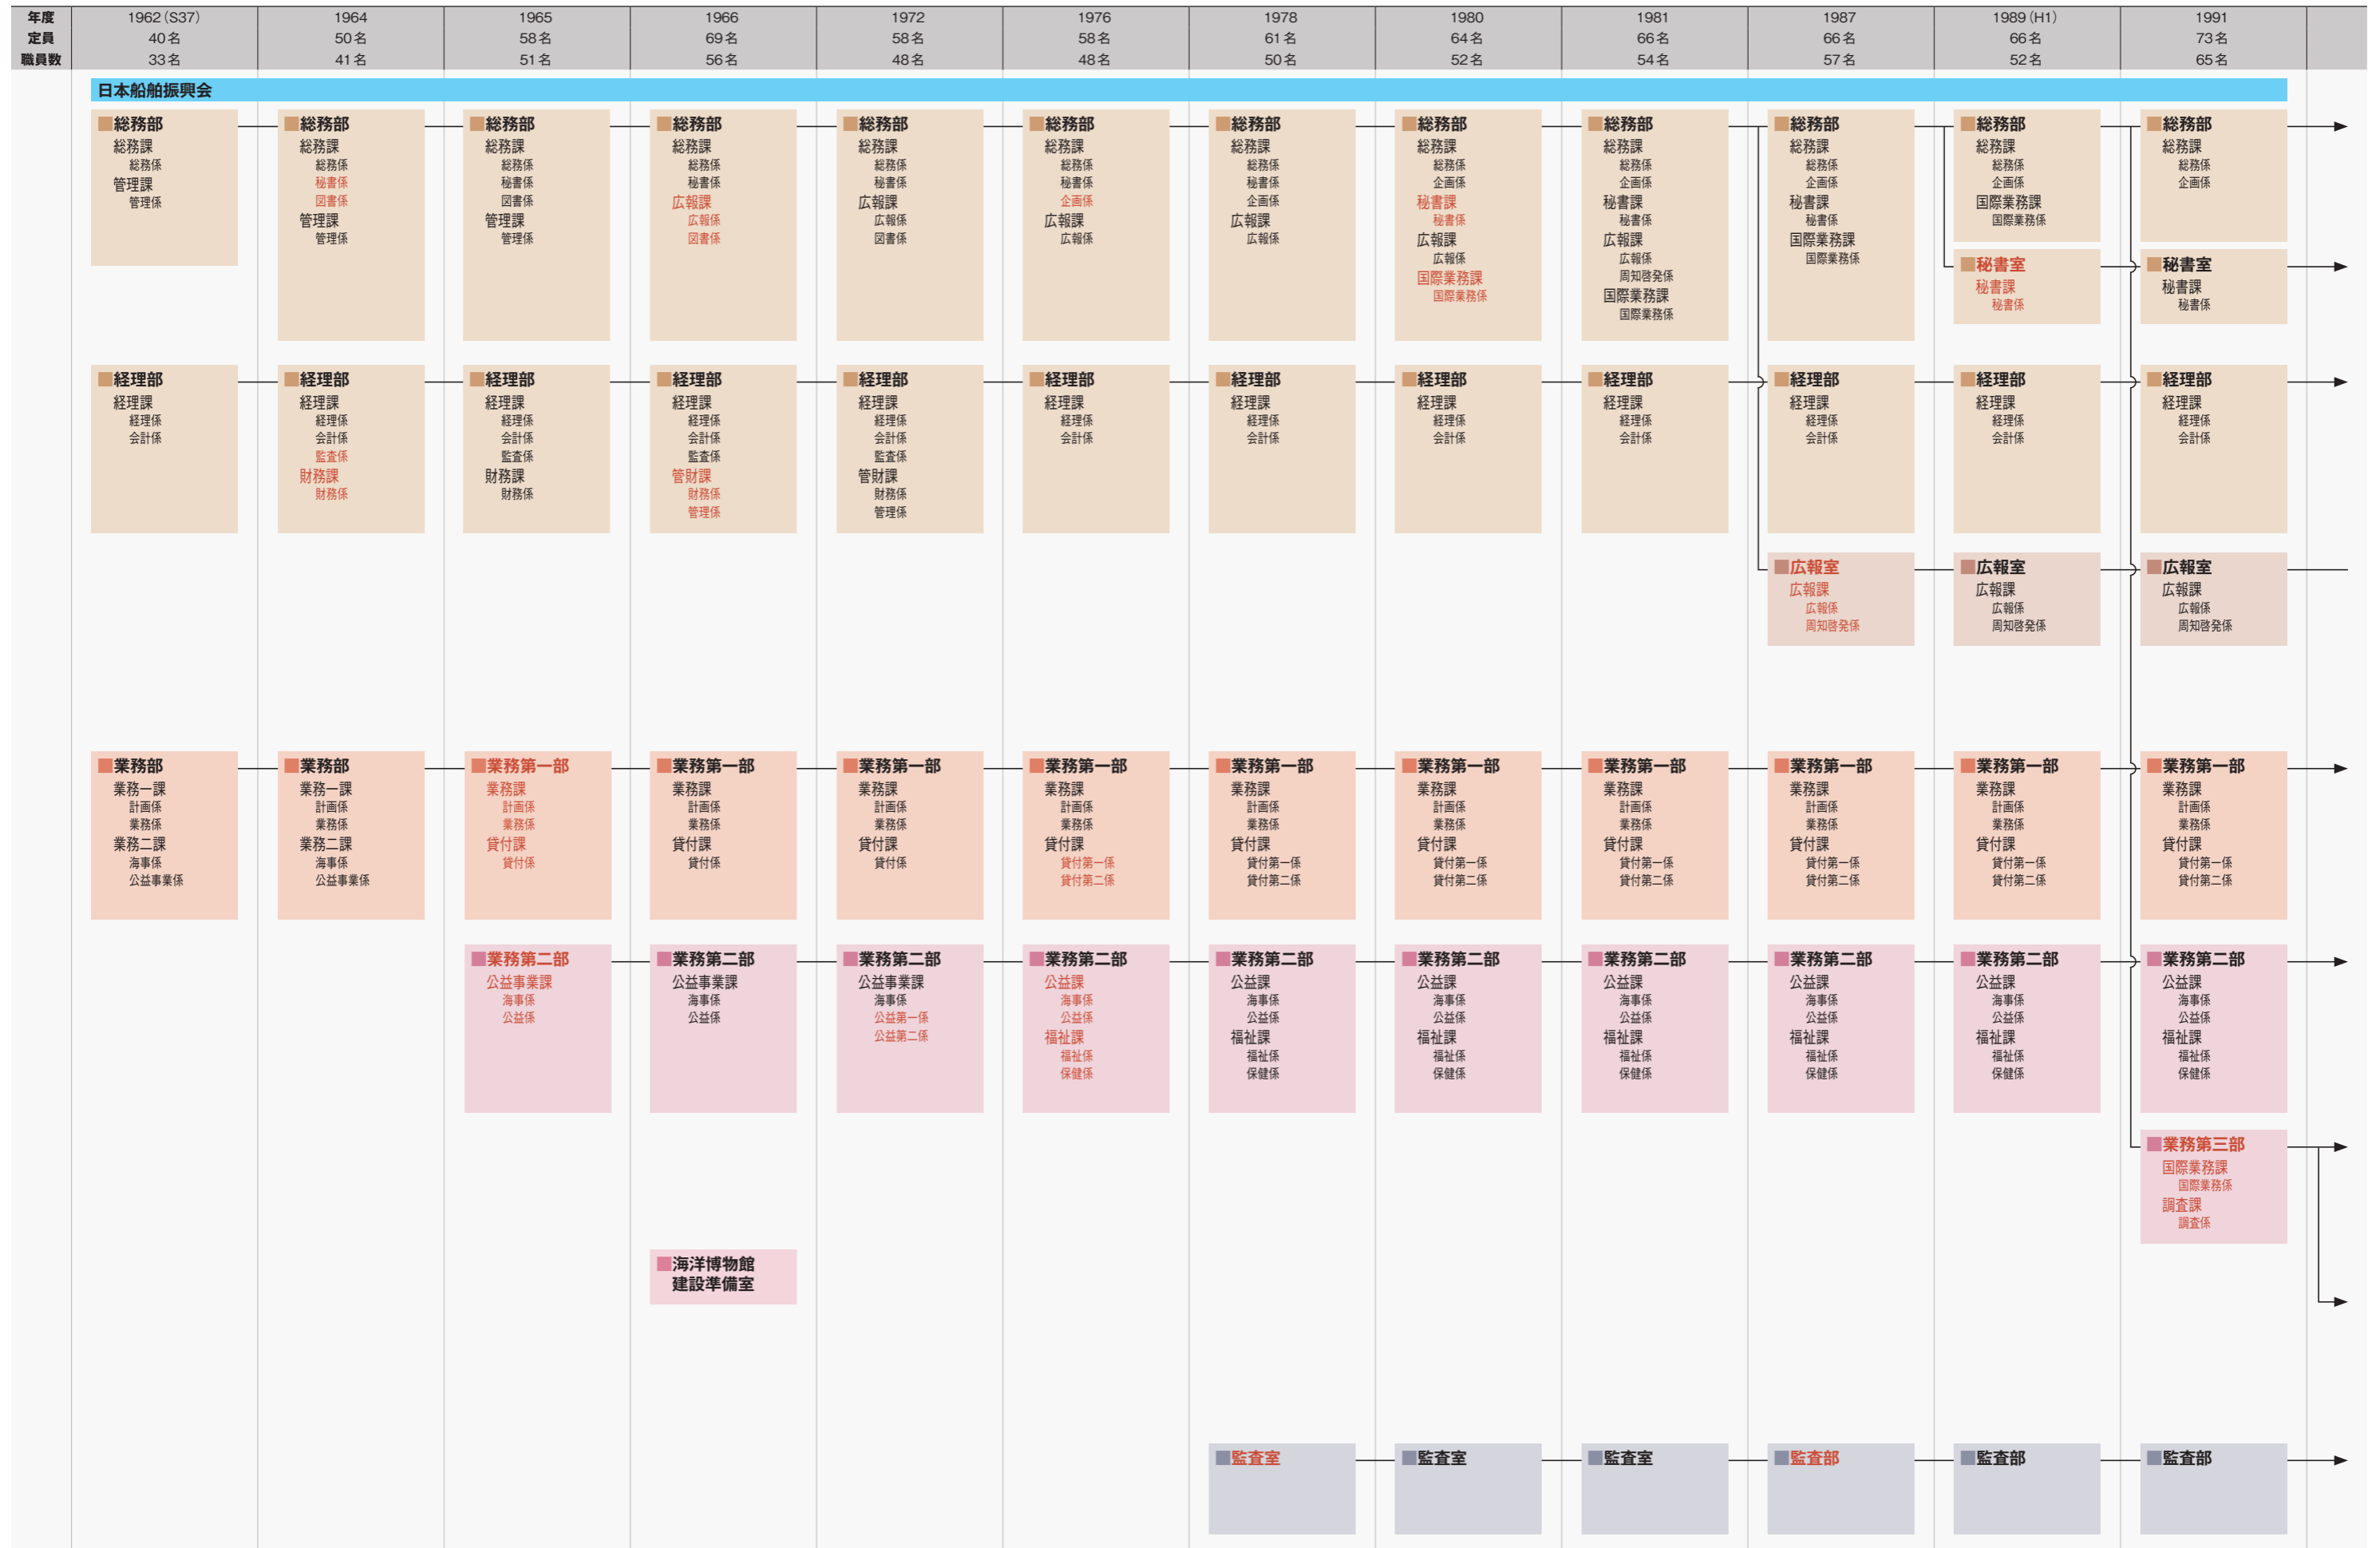 年度 1962（S37） 1964 1965 1966 1972 1976 1978 1980 1981 1987 1989（H1） 1991
定員 40名 50名 58名 69名 58名 58名 61名 64名 66名 66名 66名 73名
職員数 33名 41名 51名 56名 48名 48名 50名 52名 54名 57名 52名 65名
日本船舶振興会
総務部
総務課
総務係
管理課
管理係
総務部
総務課
総務係
秘書係
図書係
管理課
管理係
総務部
総務課
総務係
秘書係
図書係
管理課
管理係
総務部
総務課
総務係
秘書係
広報課
広報係
図書係
総務部
総務課
総務係
秘書係
広報課
広報係
図書係
総務部
総務課
総務係
秘書係
企画係
広報課
広報係
総務部
総務課
総務係
秘書係
企画係
広報課
広報係
総務部
総務課
総務係
企画係
秘書課
秘書係
広報課
広報係
国際業務課
国際業務係
総務部
総務課
総務係
企画係
秘書課
秘書係
広報課
広報係
周知啓発係
国際業務課
国際業務係
総務部
総務課
総務係
企画係
秘書課
秘書係
国際業務課
国際業務係
総務部
総務課
総務係
企画係
国際業務課
国際業務係
総務部
総務課
総務係
企画係
秘書室
秘書課
秘書係
秘書室
秘書課
秘書係
経理部
経理課
経理係
会計係
経理部
経理課
経理係
会計係
監査係
財務課
財務係
経理部
経理課
経理係
会計係
監査係
財務課
財務係
経理部
経理課
経理係
会計係
監査係
管財課
財務係
管理係
経理部
経理課
経理係
会計係
監査係
管財課
財務係
管理係
経理部
経理課
経理係
会計係
経理部
経理課
経理係
会計係
経理部
経理課
経理係
会計係
経理部
経理課
経理係
会計係
経理部
経理課
経理係
会計係
経理部
経理課
経理係
会計係
経理部
経理課
経理係
会計係
広報室
広報課
広報係
周知啓発係
広報室
広報課
広報係
周知啓発係
広報室
広報課
広報係
周知啓発係
業務部
業務一課
計画係
業務係
業務二課
海事係
公益事業係
業務部
業務一課
計画係
業務係
業務二課
海事係
公益事業係
業務第一部
業務課
計画係
業務係
貸付課
貸付係
業務第一部
業務課
計画係
業務係
貸付課
貸付係
業務第一部
業務課
計画係
業務係
貸付課
貸付係
業務第一部
業務課
計画係
業務係
貸付課
貸付第一係
貸付第二係
業務第一部
業務課
計画係
業務係
貸付課
貸付第一係
貸付第二係
業務第一部
業務課
計画係
業務係
貸付課
貸付第一係
貸付第二係
業務第一部
業務課
計画係
業務係
貸付課
貸付第一係
貸付第二係
業務第一部
業務課
計画係
業務係
貸付課
貸付第一係
貸付第二係
業務第一部
業務課
計画係
業務係
貸付課
貸付第一係
貸付第二係
業務第一部
業務課
計画係
業務係
貸付課
貸付第一係
貸付第二係
業務第二部
公益事業課
海事係
公益係
業務第二部
公益事業課
海事係
公益係
業務第二部
公益事業課
海事係
公益第一係
公益第二係
業務第二部
公益課
海事係
公益係
福祉課
福祉係
保健係
業務第二部
公益課
海事係
公益係
福祉課
福祉係
保健係
業務第二部
公益課
海事係
公益係
福祉課
福祉係
保健係
業務第二部
公益課
海事係
公益係
福祉課
福祉係
保健係
業務第二部
公益課
海事係
公益係
福祉課
福祉係
保健係
業務第二部
公益課
海事係
公益係
福祉課
福祉係
保健係
業務第二部
公益課
海事係
公益係
福祉課
福祉係
保健係
業務第三部
国際業務課
国際業務係
調査課
調査係
海洋博物館
建設準備室
監査室
監査室
監査室
監査部
監査部
監査部